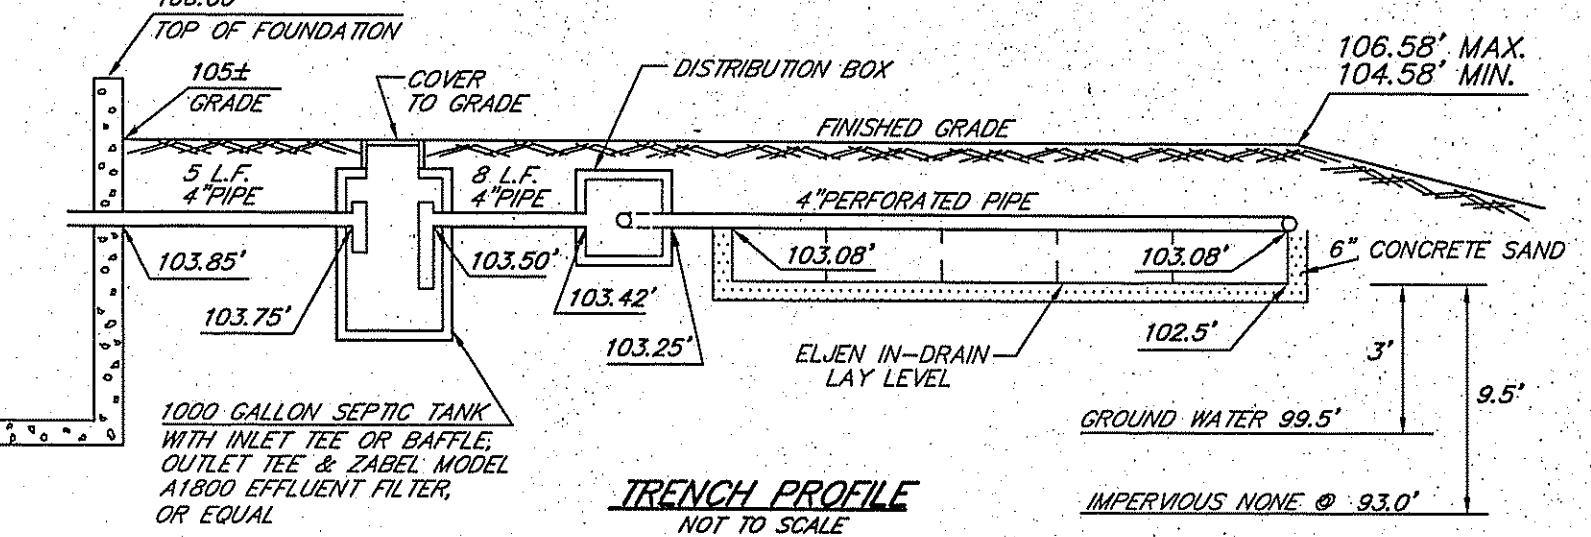 TOP OF FOUNDATION
105±
GRADE
COVER
TO GRADE
DISTRIBUTION BOX
106.58' MAX.
104.58' MIN.
FINISHED GRADE
5 L.F.
4"PIPE
8 L.F.
4"PIPE
4"PERFORATED PIPE
103.85'
103.75'
103.50'
103.42'
103.25'
103.08'
103.08'
6" CONCRETE SAND
102.5'
ELJEN IN-DRAIN
LAY LEVEL
3'
9.5'
1000 GALLON SEPTIC TANK
WITH INLET TEE OR BAFFLE,
OUTLET TEE & ZABEL MODEL
A1800 EFFLUENT FILTER,
OR EQUAL
GROUND WATER 99.5'
IMPERVIOUS NONE @ 93.0'
TRENCH PROFILE
NOT TO SCALE